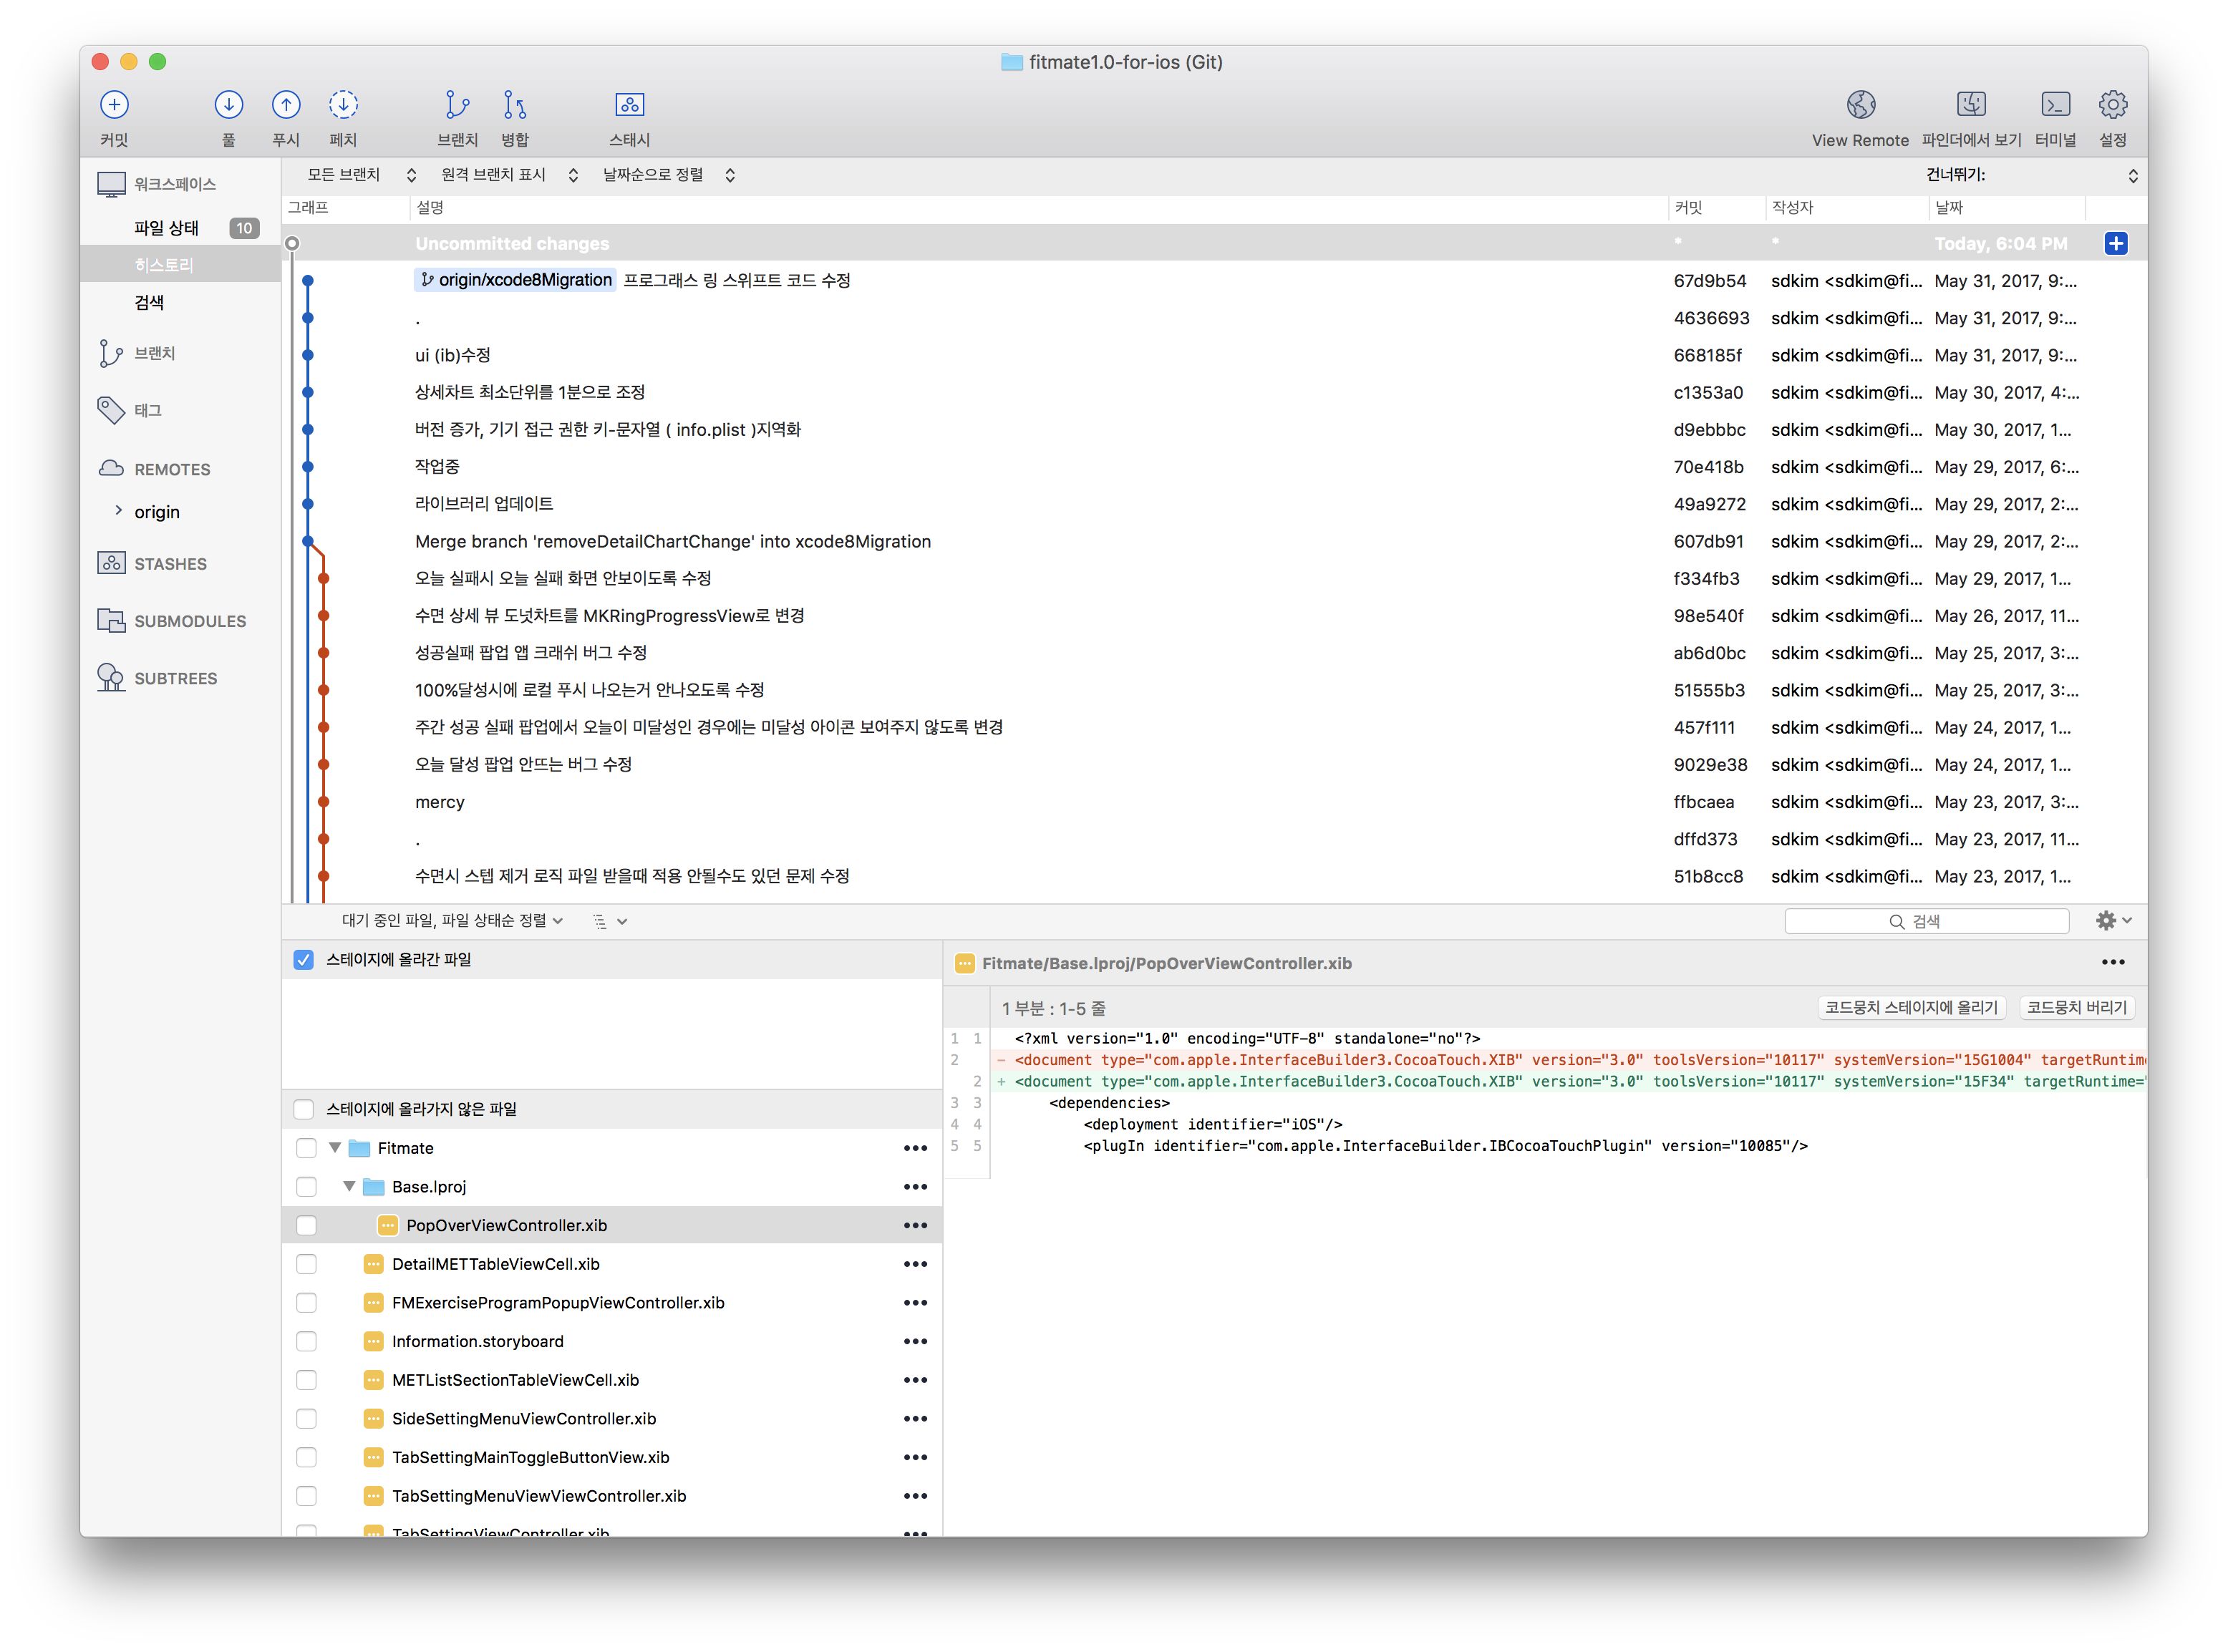 fitmate1.0-for-ios (Git)
커밋 풀 푸시 페치 브랜치 병합 스태시 View Remote 파인더에서 보기 터미널 설정
워크스페이스
파일 상태 10
히스토리
검색
브랜치
태그
REMOTES
origin
STASHES
SUBMODULES
SUBTREES
모든 브랜치 원격 브랜치 표시 날짜순으로 정렬 건너뛰기:
그래프 설명 커밋 작성자 날짜
Uncommitted changes * * Today, 6:04 PM
origin/xcode8Migration 프로그래스 링 스위프트 코드 수정 67d9b54 sdkim <sdkim@fi... May 31, 2017, 9:...
. 4636693 sdkim <sdkim@fi... May 31, 2017, 9:...
ui (ib)수정 668185f sdkim <sdkim@fi... May 31, 2017, 9:...
상세차트 최소단위를 1분으로 조정 c1353a0 sdkim <sdkim@fi... May 30, 2017, 4:...
버전 증가, 기기 접근 권한 키-문자열 ( info.plist )지역화 d9ebbbc sdkim <sdkim@fi... May 30, 2017, 1...
작업중 70e418b sdkim <sdkim@fi... May 29, 2017, 6:...
라이브러리 업데이트 49a9272 sdkim <sdkim@fi... May 29, 2017, 2:...
Merge branch 'removeDetailChartChange' into xcode8Migration 607db91 sdkim <sdkim@fi... May 29, 2017, 2:...
오늘 실패시 오늘 실패 화면 안보이도록 수정 f334fb3 sdkim <sdkim@fi... May 29, 2017, 1...
수면 상세 뷰 도넛차트를 MKRingProgressView로 변경 98e540f sdkim <sdkim@fi... May 26, 2017, 11...
성공실패 팝업 앱 크래쉬 버그 수정 ab6d0bc sdkim <sdkim@fi... May 25, 2017, 3:...
100%달성시에 로컬 푸시 나오는거 안나오도록 수정 51555b3 sdkim <sdkim@fi... May 25, 2017, 3:...
주간 성공 실패 팝업에서 오늘이 미달성인 경우에는 미달성 아이콘 보여주지 않도록 변경 457f111 sdkim <sdkim@fi... May 24, 2017, 1...
오늘 달성 팝업 안뜨는 버그 수정 9029e38 sdkim <sdkim@fi... May 24, 2017, 1...
mercy ffbcaea sdkim <sdkim@fi... May 23, 2017, 3:...
. dffd373 sdkim <sdkim@fi... May 23, 2017, 11...
수면시 스텝 제거 로직 파일 받을때 적용 안될수도 있던 문제 수정 51b8cc8 sdkim <sdkim@fi... May 23, 2017, 1...
대기 중인 파일, 파일 상태순 정렬 검색
스테이지에 올라간 파일
스테이지에 올라가지 않은 파일
Fitmate
Base.lproj
PopOverViewController.xib
DetailMETTableViewCell.xib
FMExerciseProgramPopupViewController.xib
Information.storyboard
METListSectionTableViewCell.xib
SideSettingMenuViewController.xib
TabSettingMainToggleButtonView.xib
TabSettingMenuViewViewController.xib
TabSettingViewController.xib
Fitmate/Base.lproj/PopOverViewController.xib
1 부분 : 1-5 줄 코드뭉치 스테이지에 올리기 코드뭉치 버리기
1 1 <?xml version="1.0" encoding="UTF-8" standalone="no"?>
2 - <document type="com.apple.InterfaceBuilder3.CocoaTouch.XIB" version="3.0" toolsVersion="10117" systemVersion="15G1004" targetRuntime
2 + <document type="com.apple.InterfaceBuilder3.CocoaTouch.XIB" version="3.0" toolsVersion="10117" systemVersion="15F34" targetRuntime="
3 3 <dependencies>
4 4 <deployment identifier="iOS"/>
5 5 <plugIn identifier="com.apple.InterfaceBuilder.IBCocoaTouchPlugin" version="10085"/>